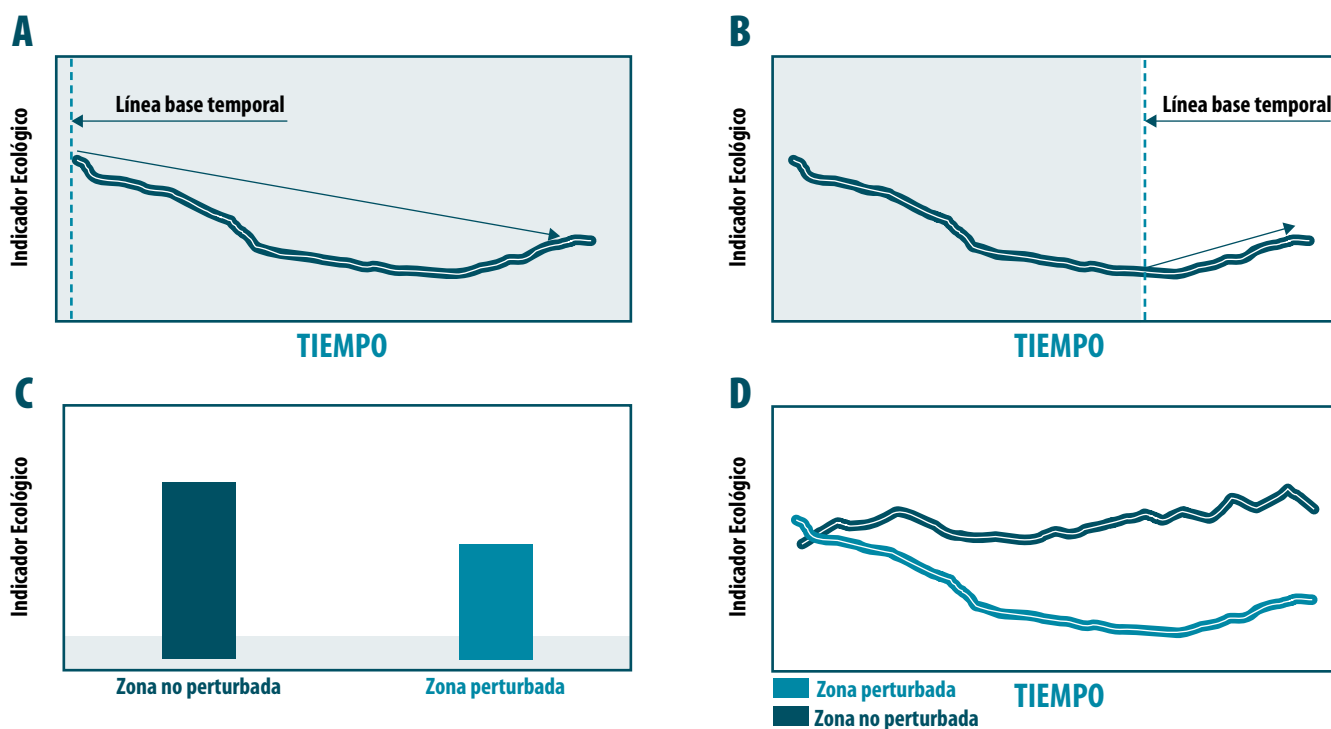 A
Indicador Ecológico
Línea base temporal
TIEMPO
B
Indicador Ecológico
Línea base temporal
TIEMPO
C
Indicador Ecológico
Zona no perturbada
Zona perturbada
D
Indicador Ecológico
Zona perturbada
Zona no perturbada
TIEMPO